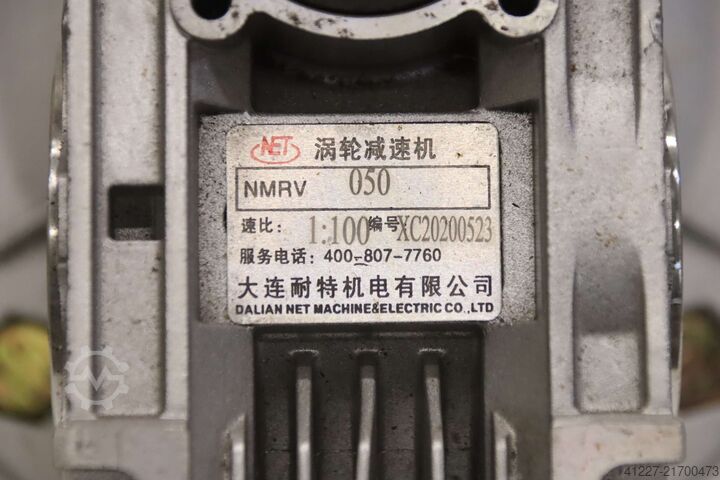 NET 涡轮减速机
NMRV 050
速比: 1:100 编号 XC20200523
服务电话: 400-807-7760
大连耐特机电有限公司
DALIAN NET MACHINE&ELECTRIC CO.,LTD
41227-21700473